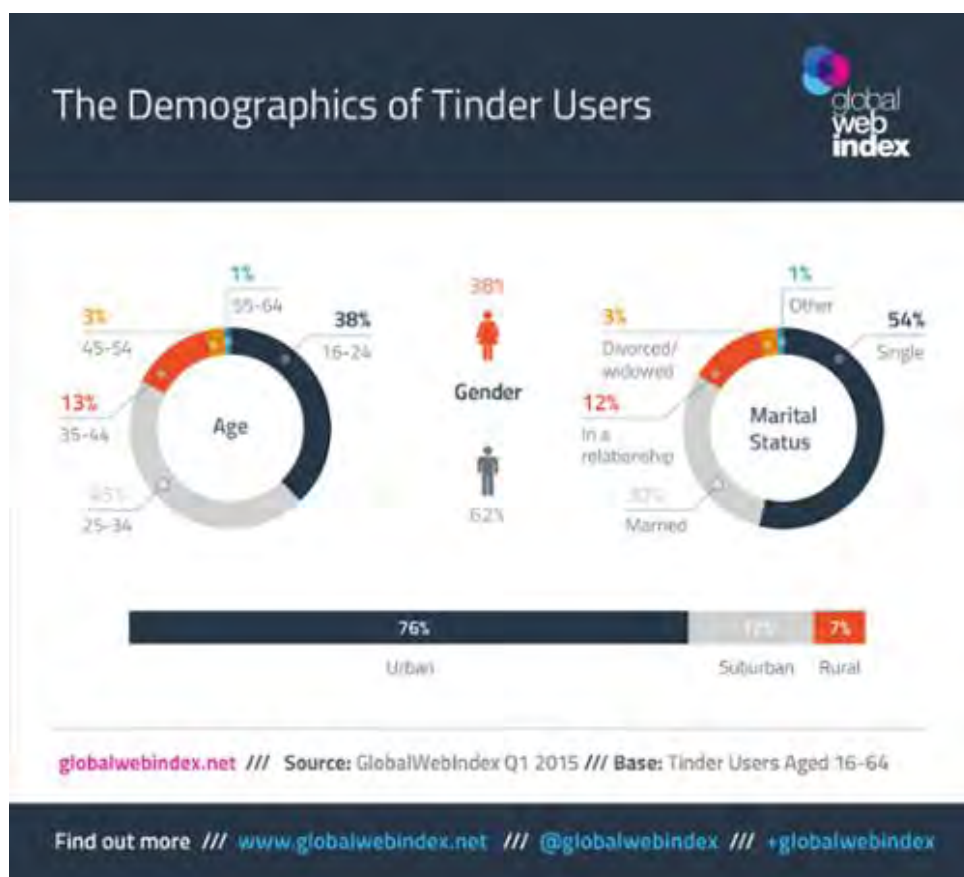 The Demographics of Tinder Users
global
web
index
1%
55-64
3%
45-54
38%
16-24
13%
35-44
Age
45%
25-34
38%
Gender
62%
1%
Other
3%
Divorced/
widowed
54%
Single
12%
In a
relationship
Marital
Status
Married
76%
7%
Urban
Suburban
Rural
globalwebindex.net /// Source: GlobalWebIndex Q1 2015 /// Base: Tinder Users Aged 16-64
Find out more /// www.globalwebindex.net /// @globalwebindex /// +globalwebindex